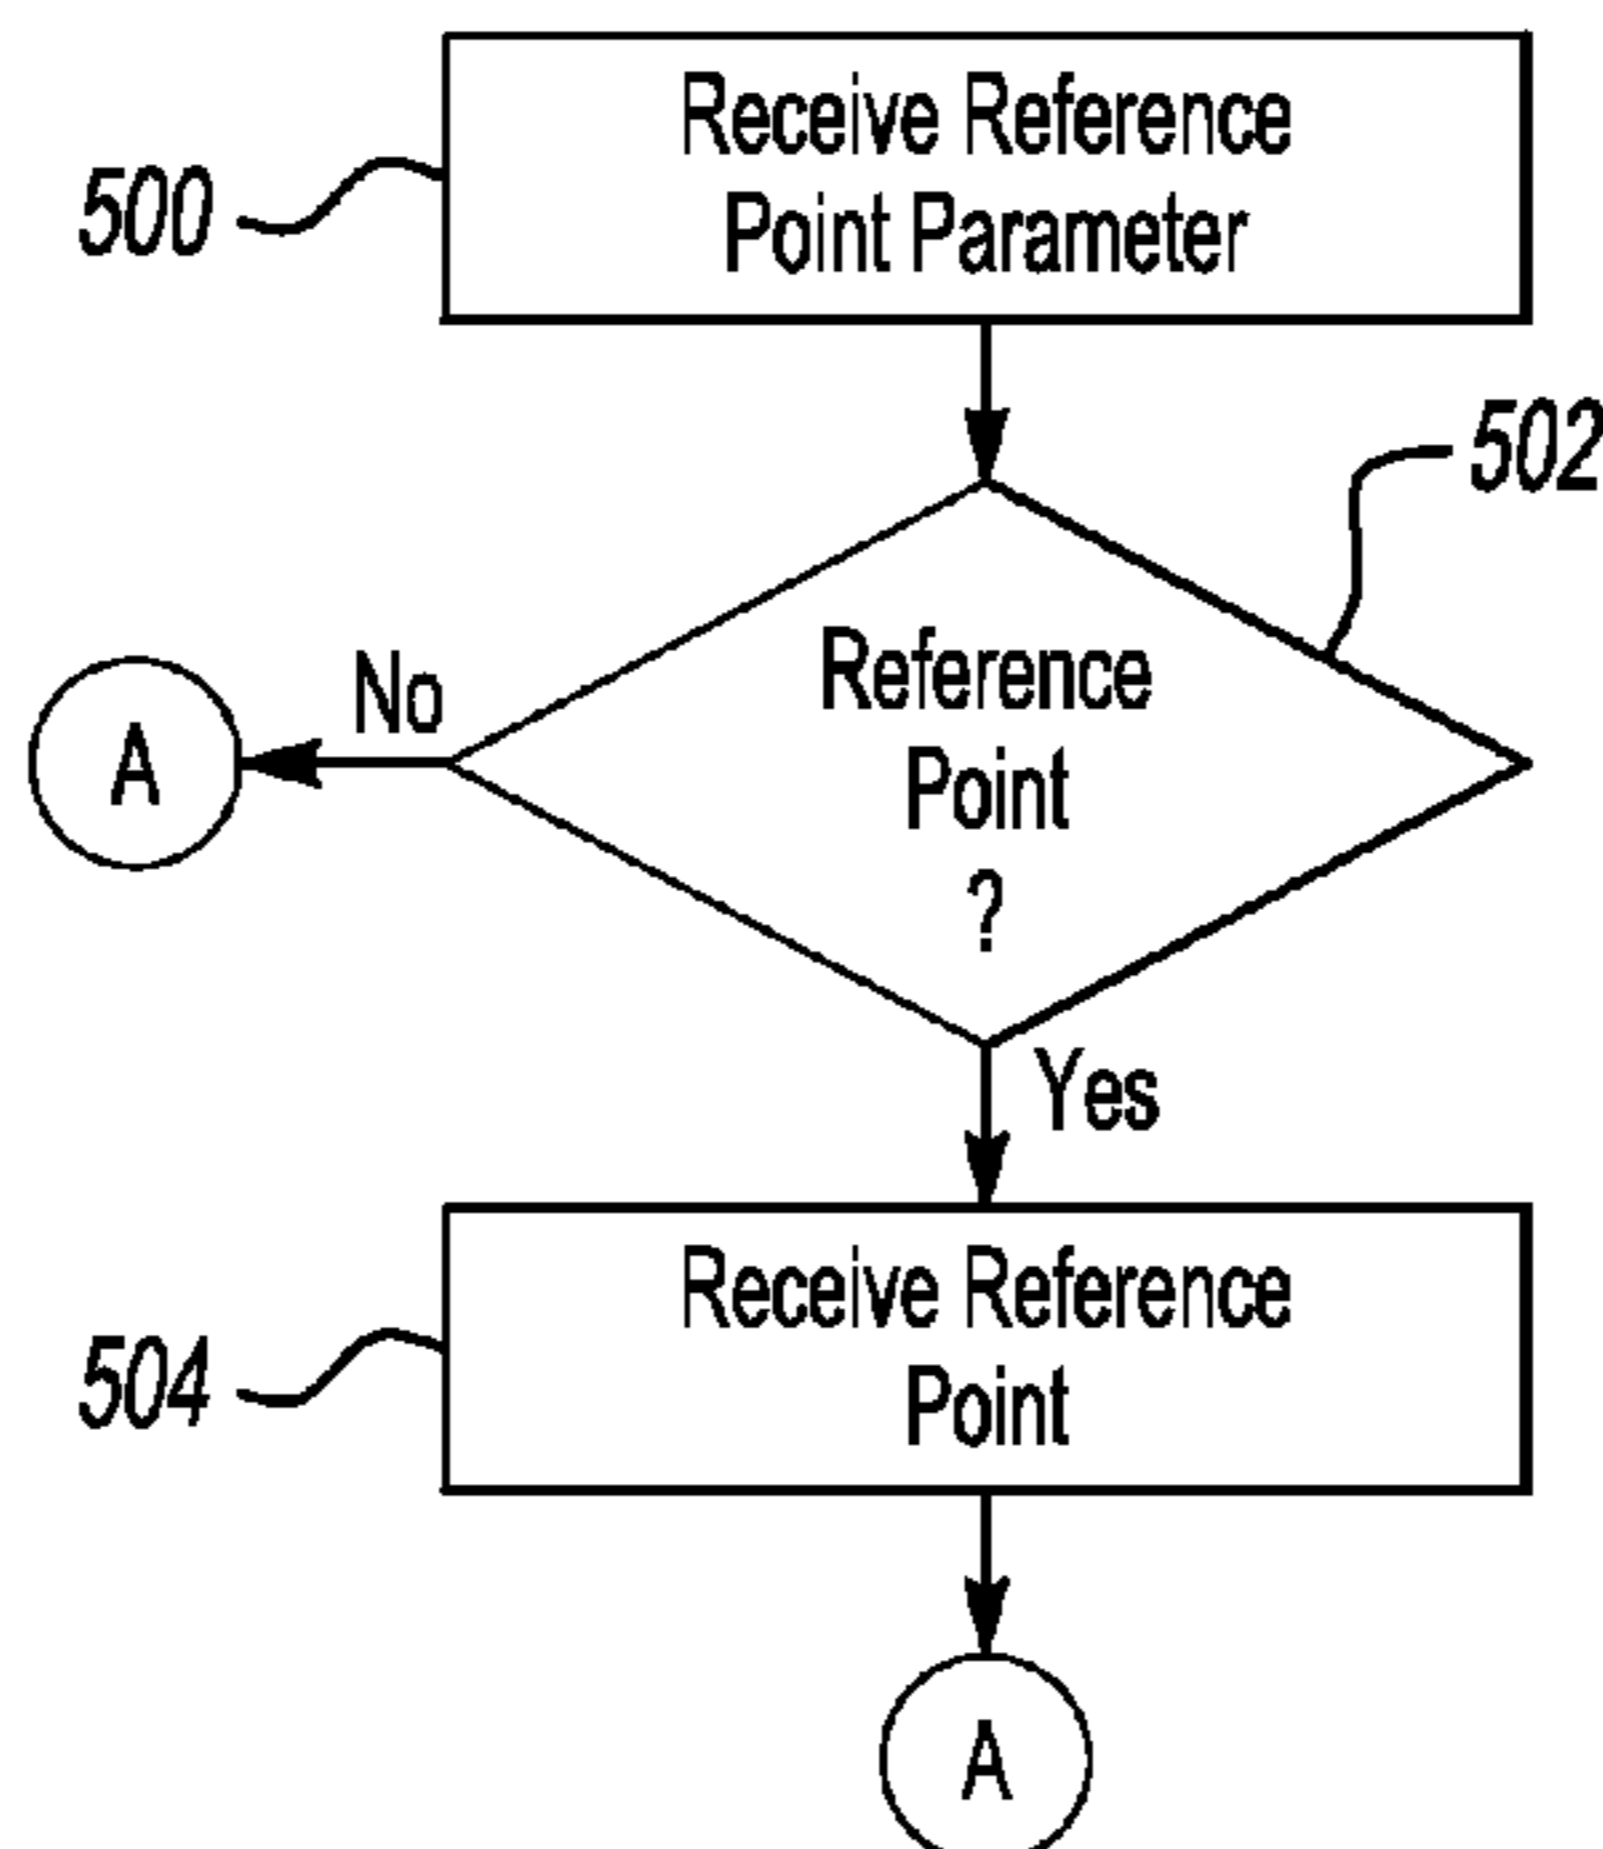 Receive Reference
Point Parameter
500
502
Reference
Point
?
No
A
Yes
Receive Reference
Point
504
A